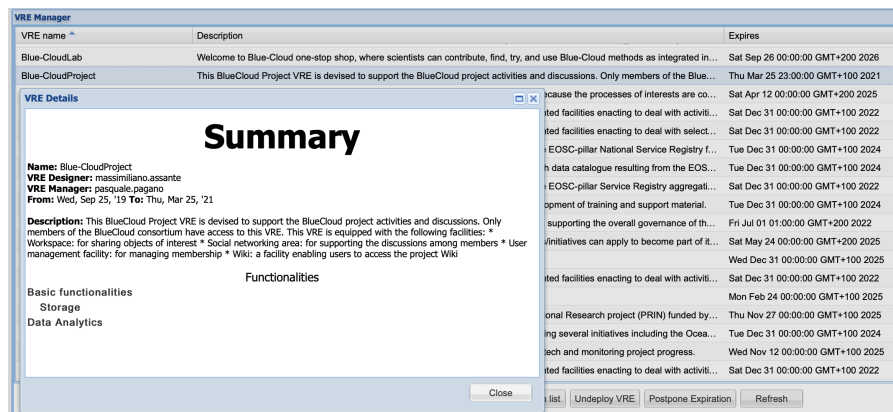 VRE Manager
VRE name Description Expires
Blue-CloudLab Welcome to Blue-Cloud one-stop shop, where scientists can contribute, find, try, and use Blue-Cloud methods as integrated in... Sat Sep 26 00:00:00 GMT+200 2026
Blue-CloudProject This BlueCloud Project VRE is devised to support the BlueCloud project activities and discussions. Only members of the Blue... Thu Mar 25 23:00:00 GMT+100 2021
VRE Details
Summary
Name: Blue-CloudProject
VRE Designer: massimiliano.assante
VRE Manager: pasquale.pagano
From: Wed, Sep 25, '19 To: Thu, Mar 25, '21
Description: This BlueCloud Project VRE is devised to support the BlueCloud project activities and discussions. Only
members of the BlueCloud consortium have access to this VRE. This VRE is equipped with the following facilities: *
Workspace: for sharing objects of interest * Social networking area: for supporting the discussions among members * User
management facility: for managing membership * Wiki: a facility enabling users to access the project Wiki
Functionalities
Basic functionalities
Storage
Data Analytics
Close
ecause the processes of interests are co... Sat Apr 12 00:00:00 GMT+200 2025
ted facilities enacting to deal with activiti... Sat Dec 31 00:00:00 GMT+100 2022
ted facilities enacting to deal with select... Sat Dec 31 00:00:00 GMT+100 2022
EOSC-pillar National Service Registry f... Tue Dec 31 00:00:00 GMT+100 2024
data catalogue resulting from the EOS... Tue Dec 31 00:00:00 GMT+100 2024
EOSC-pillar Service Registry aggregati... Sat Dec 31 00:00:00 GMT+100 2022
opment of training and support material. Tue Dec 31 00:00:00 GMT+100 2024
supporting the overall governance of th... Fri Jul 01 01:00:00 GMT+200 2022
/initiatives can apply to become part of it... Sat May 24 00:00:00 GMT+200 2025
Wed Dec 31 00:00:00 GMT+100 2025
ted facilities enacting to deal with activiti... Sat Dec 31 00:00:00 GMT+100 2022
Mon Feb 24 00:00:00 GMT+100 2025
onal Research project (PRIN) funded by... Thu Nov 27 00:00:00 GMT+100 2025
ing several initiatives including the Ocea... Tue Dec 31 00:00:00 GMT+100 2024
tech and monitoring project progress. Wed Nov 12 00:00:00 GMT+100 2025
ted facilities enacting to deal with activiti... Sat Dec 31 00:00:00 GMT+100 2022
list Undeploy VRE Postpone Expiration Refresh